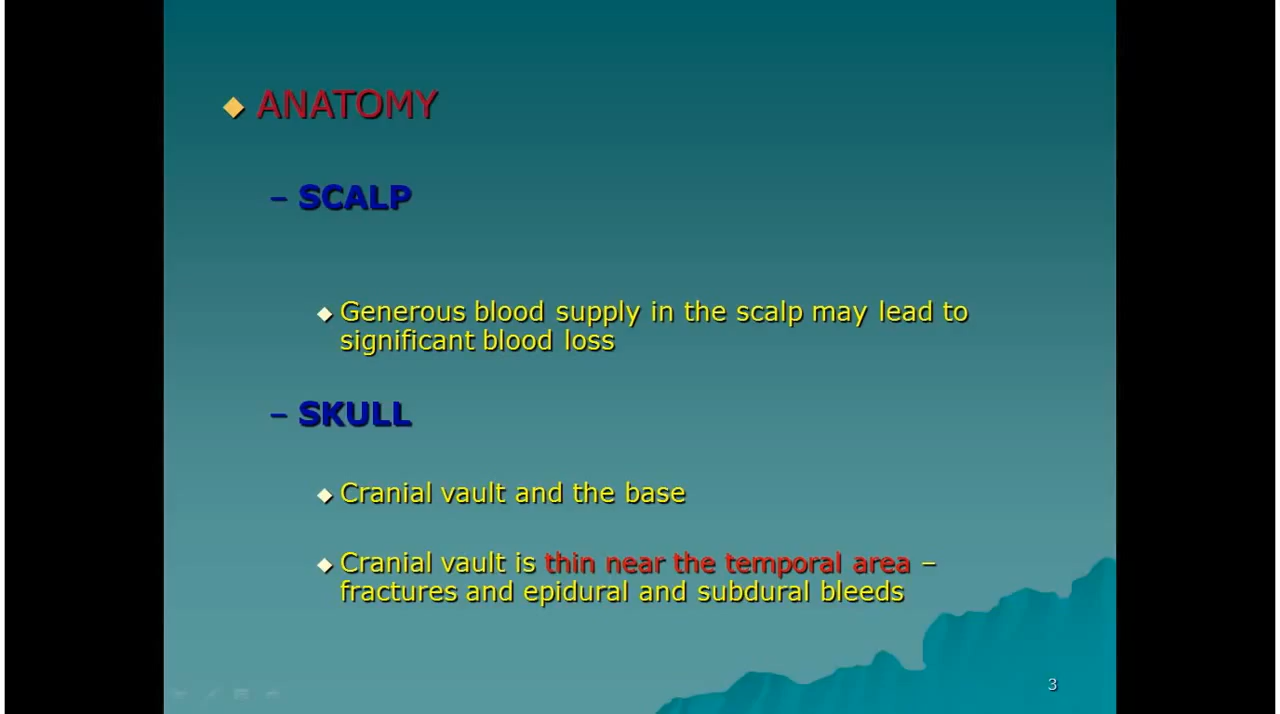 ANATOMY
– SCALP
Generous blood supply in the scalp may lead to
significant blood loss
– SKULL
Cranial vault and the base
Cranial vault is thin near the temporal area –
fractures and epidural and subdural bleeds
3